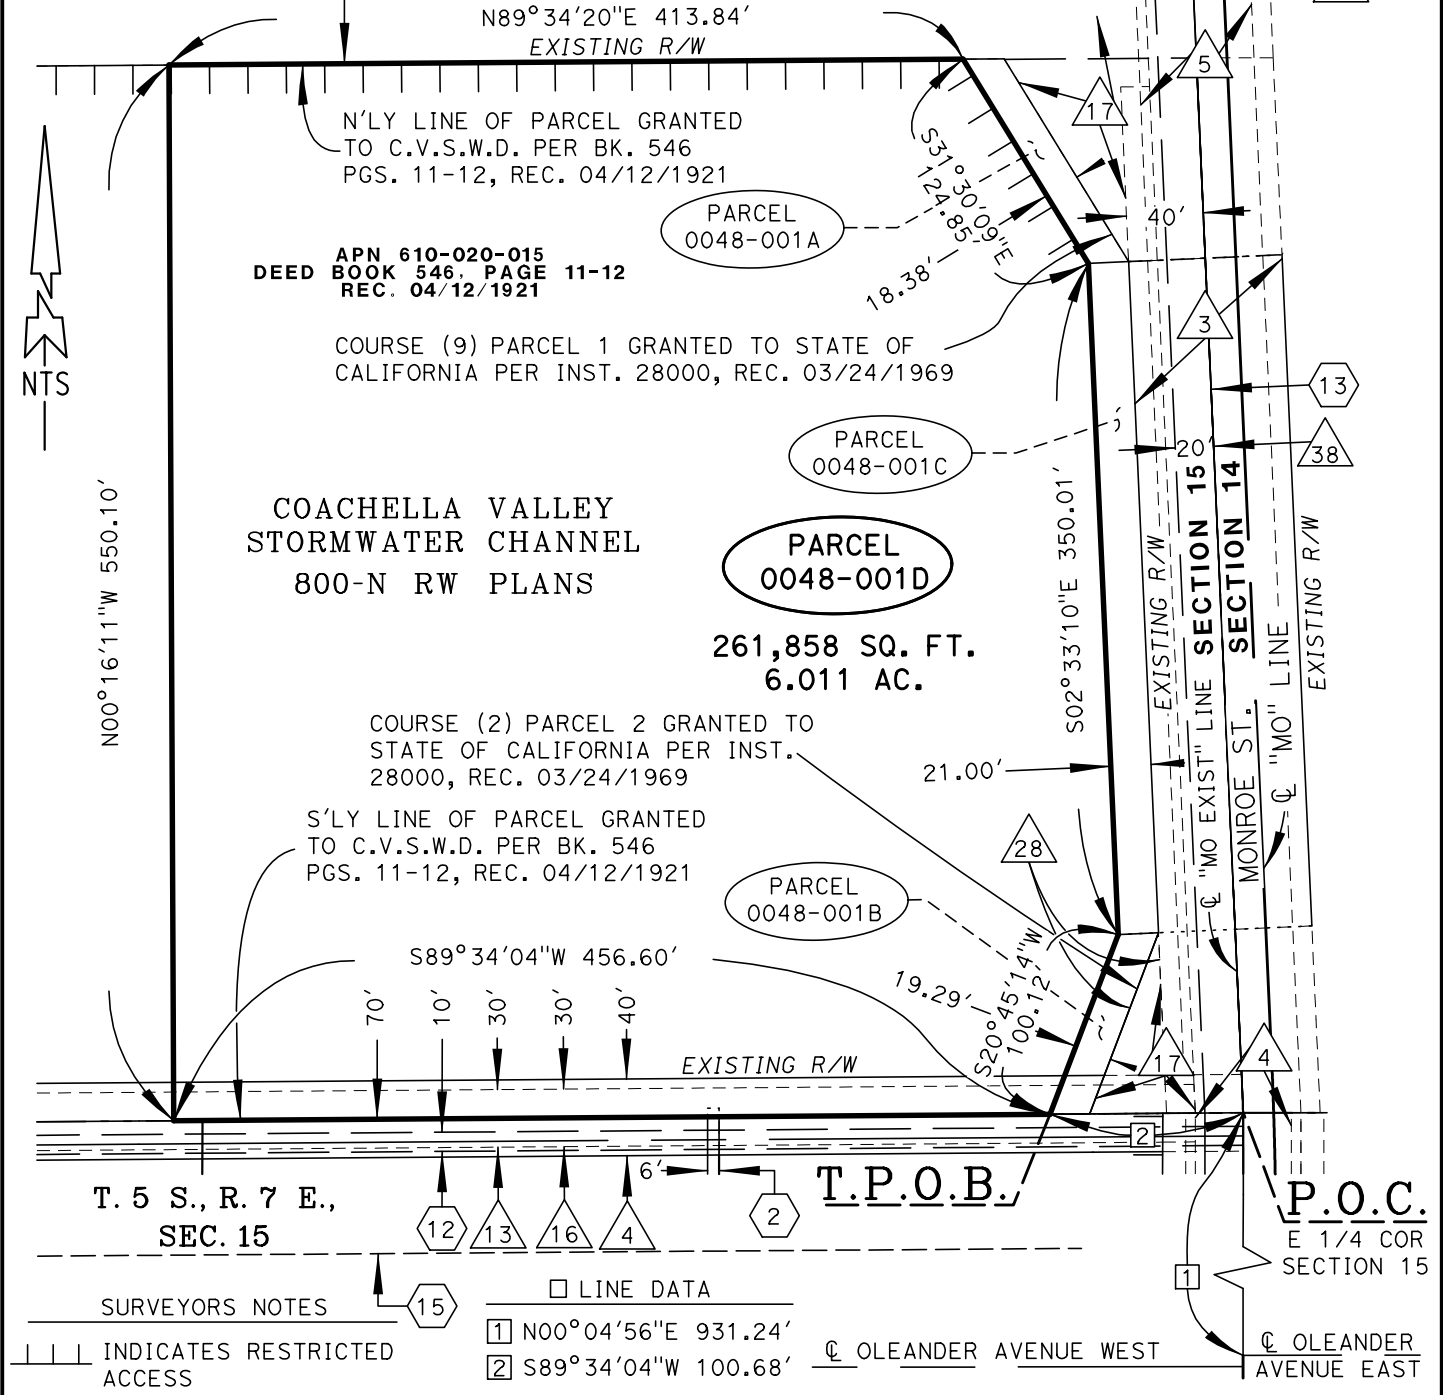 N89°34'20"E 413.84'
EXISTING R/W
5
17
N'LY LINE OF PARCEL GRANTED
TO C.V.S.W.D. PER BK. 546
PGS. 11-12, REC. 04/12/1921
S31°30'09"E
124.85'
PARCEL
0048-001A
40'
APN 610-020-015
DEED BOOK 546, PAGE 11-12
REC. 04/12/1921
18.38'
3
COURSE (9) PARCEL 1 GRANTED TO STATE OF
CALIFORNIA PER INST. 28000, REC. 03/24/1969
NTS
13
PARCEL
0048-001C
20'
38
N00°16'11"W 550.10'
COACHELLA VALLEY
STORMWATER CHANNEL
800-N RW PLANS
PARCEL
0048-001D
261,858 SQ. FT.
6.011 AC.
S02°33'10"E 350.01'
EXISTING R/W
SECTION 15
SECTION 14
EXISTING R/W
℄ "MO EXIST" LINE
MONROE ST.
℄ "MO" LINE
COURSE (2) PARCEL 2 GRANTED TO
STATE OF CALIFORNIA PER INST.
28000, REC. 03/24/1969
21.00'
S'LY LINE OF PARCEL GRANTED
TO C.V.S.W.D. PER BK. 546
PGS. 11-12, REC. 04/12/1921
28
PARCEL
0048-001B
S89°34'04"W 456.60'
19.29'
S20°45'14"W
100.12'
70'
10'
30'
30'
40'
EXISTING R/W
17
4
2
6'
T.P.O.B.
P.O.C.
E 1/4 COR
SECTION 15
T. 5 S., R. 7 E.,
SEC. 15
12
13
16
4
2
1
15
SURVEYORS NOTES
INDICATES RESTRICTED
ACCESS
LINE DATA
1 N00°04'56"E 931.24'
2 S89°34'04"W 100.68'
℄ OLEANDER AVENUE WEST
℄ OLEANDER
AVENUE EAST